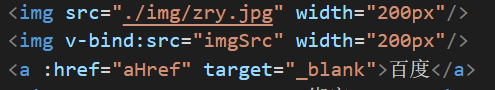 <img src="./img/zry.jpg" width="200px"/>
<img v-bind:src="imgSrc" width="200px"/>
<a :href="aHref" target="_blank">百度</a>